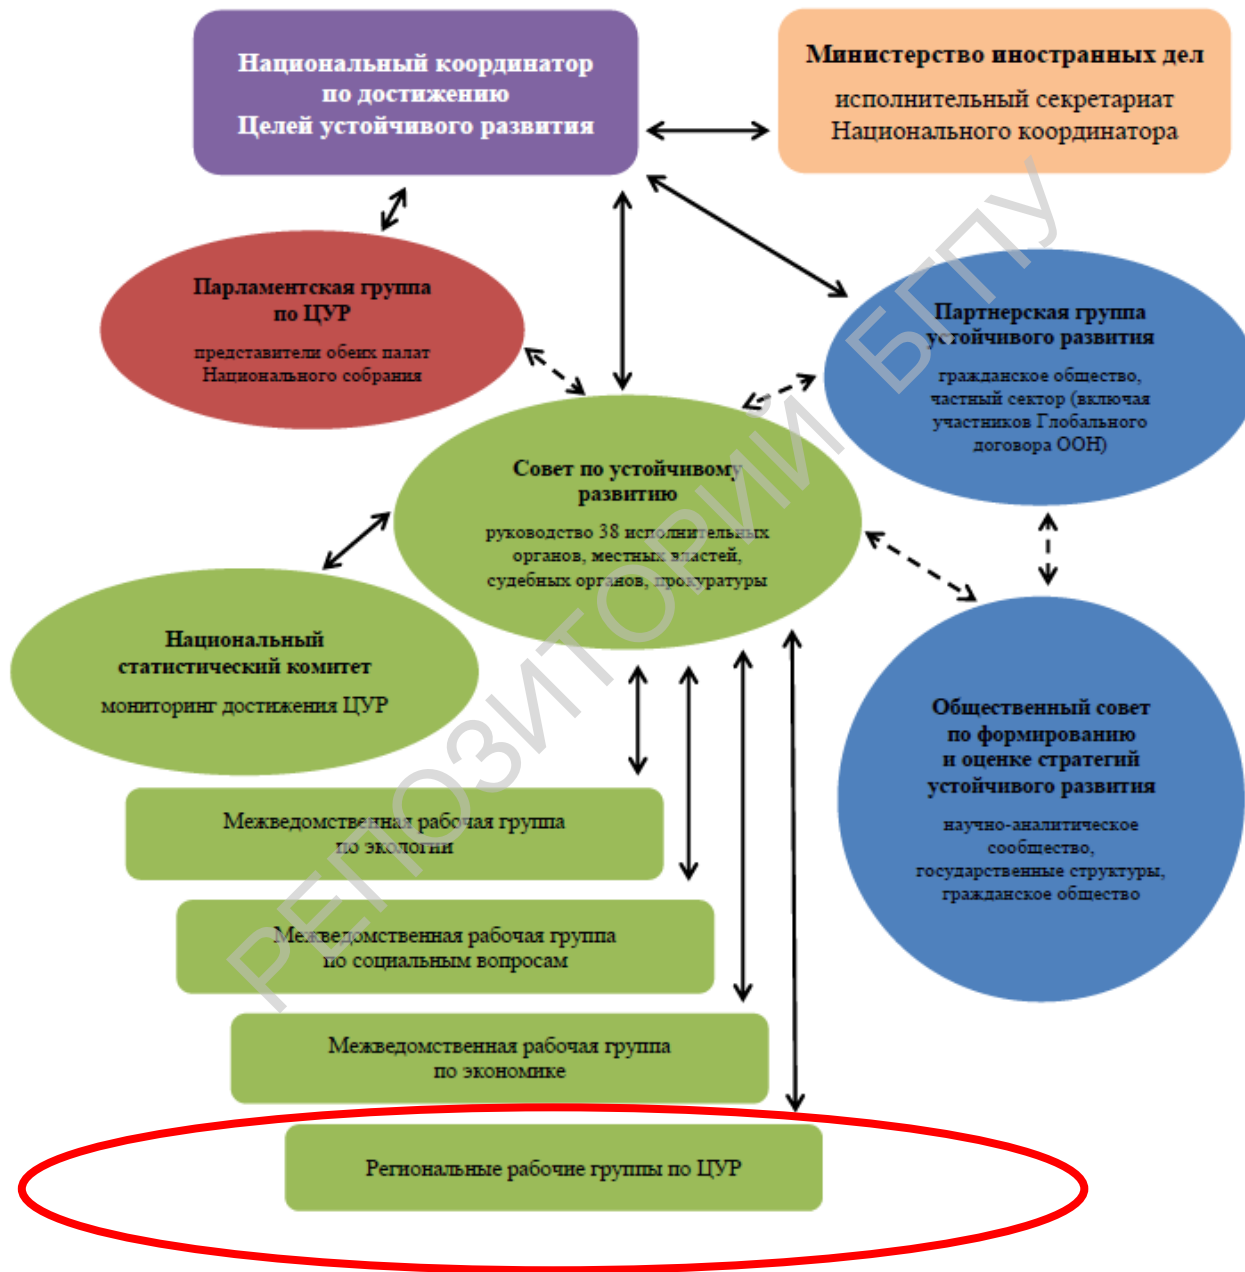 Национальный координатор
по достижению
Целей устойчивого развития
Министерство иностранных дел
исполнительный секретариат
Национального координатора
Парламентская группа
по ЦУР
представители обеих палат
Национального собрания
Партнерская группа
устойчивого развития
гражданское общество,
частный сектор (включая
участников Глобального
договора ООН)
Совет по устойчивому
развитию
руководство 38 исполнительных
органов, местных властей,
судебных органов, прокуратуры
Национальный
статистический комитет
мониторинг достижения ЦУР
Общественный совет
по формированию
и оценке стратегий
устойчивого развития
научно-аналитическое
сообщество,
государственные структуры,
гражданское общество
Межведомственная рабочая группа
по экологии
Межведомственная рабочая группа
по социальным вопросам
Межведомственная рабочая группа
по экономике
Региональные рабочие группы по ЦУР
РЕПОЗИТОРИЙ БГПУ